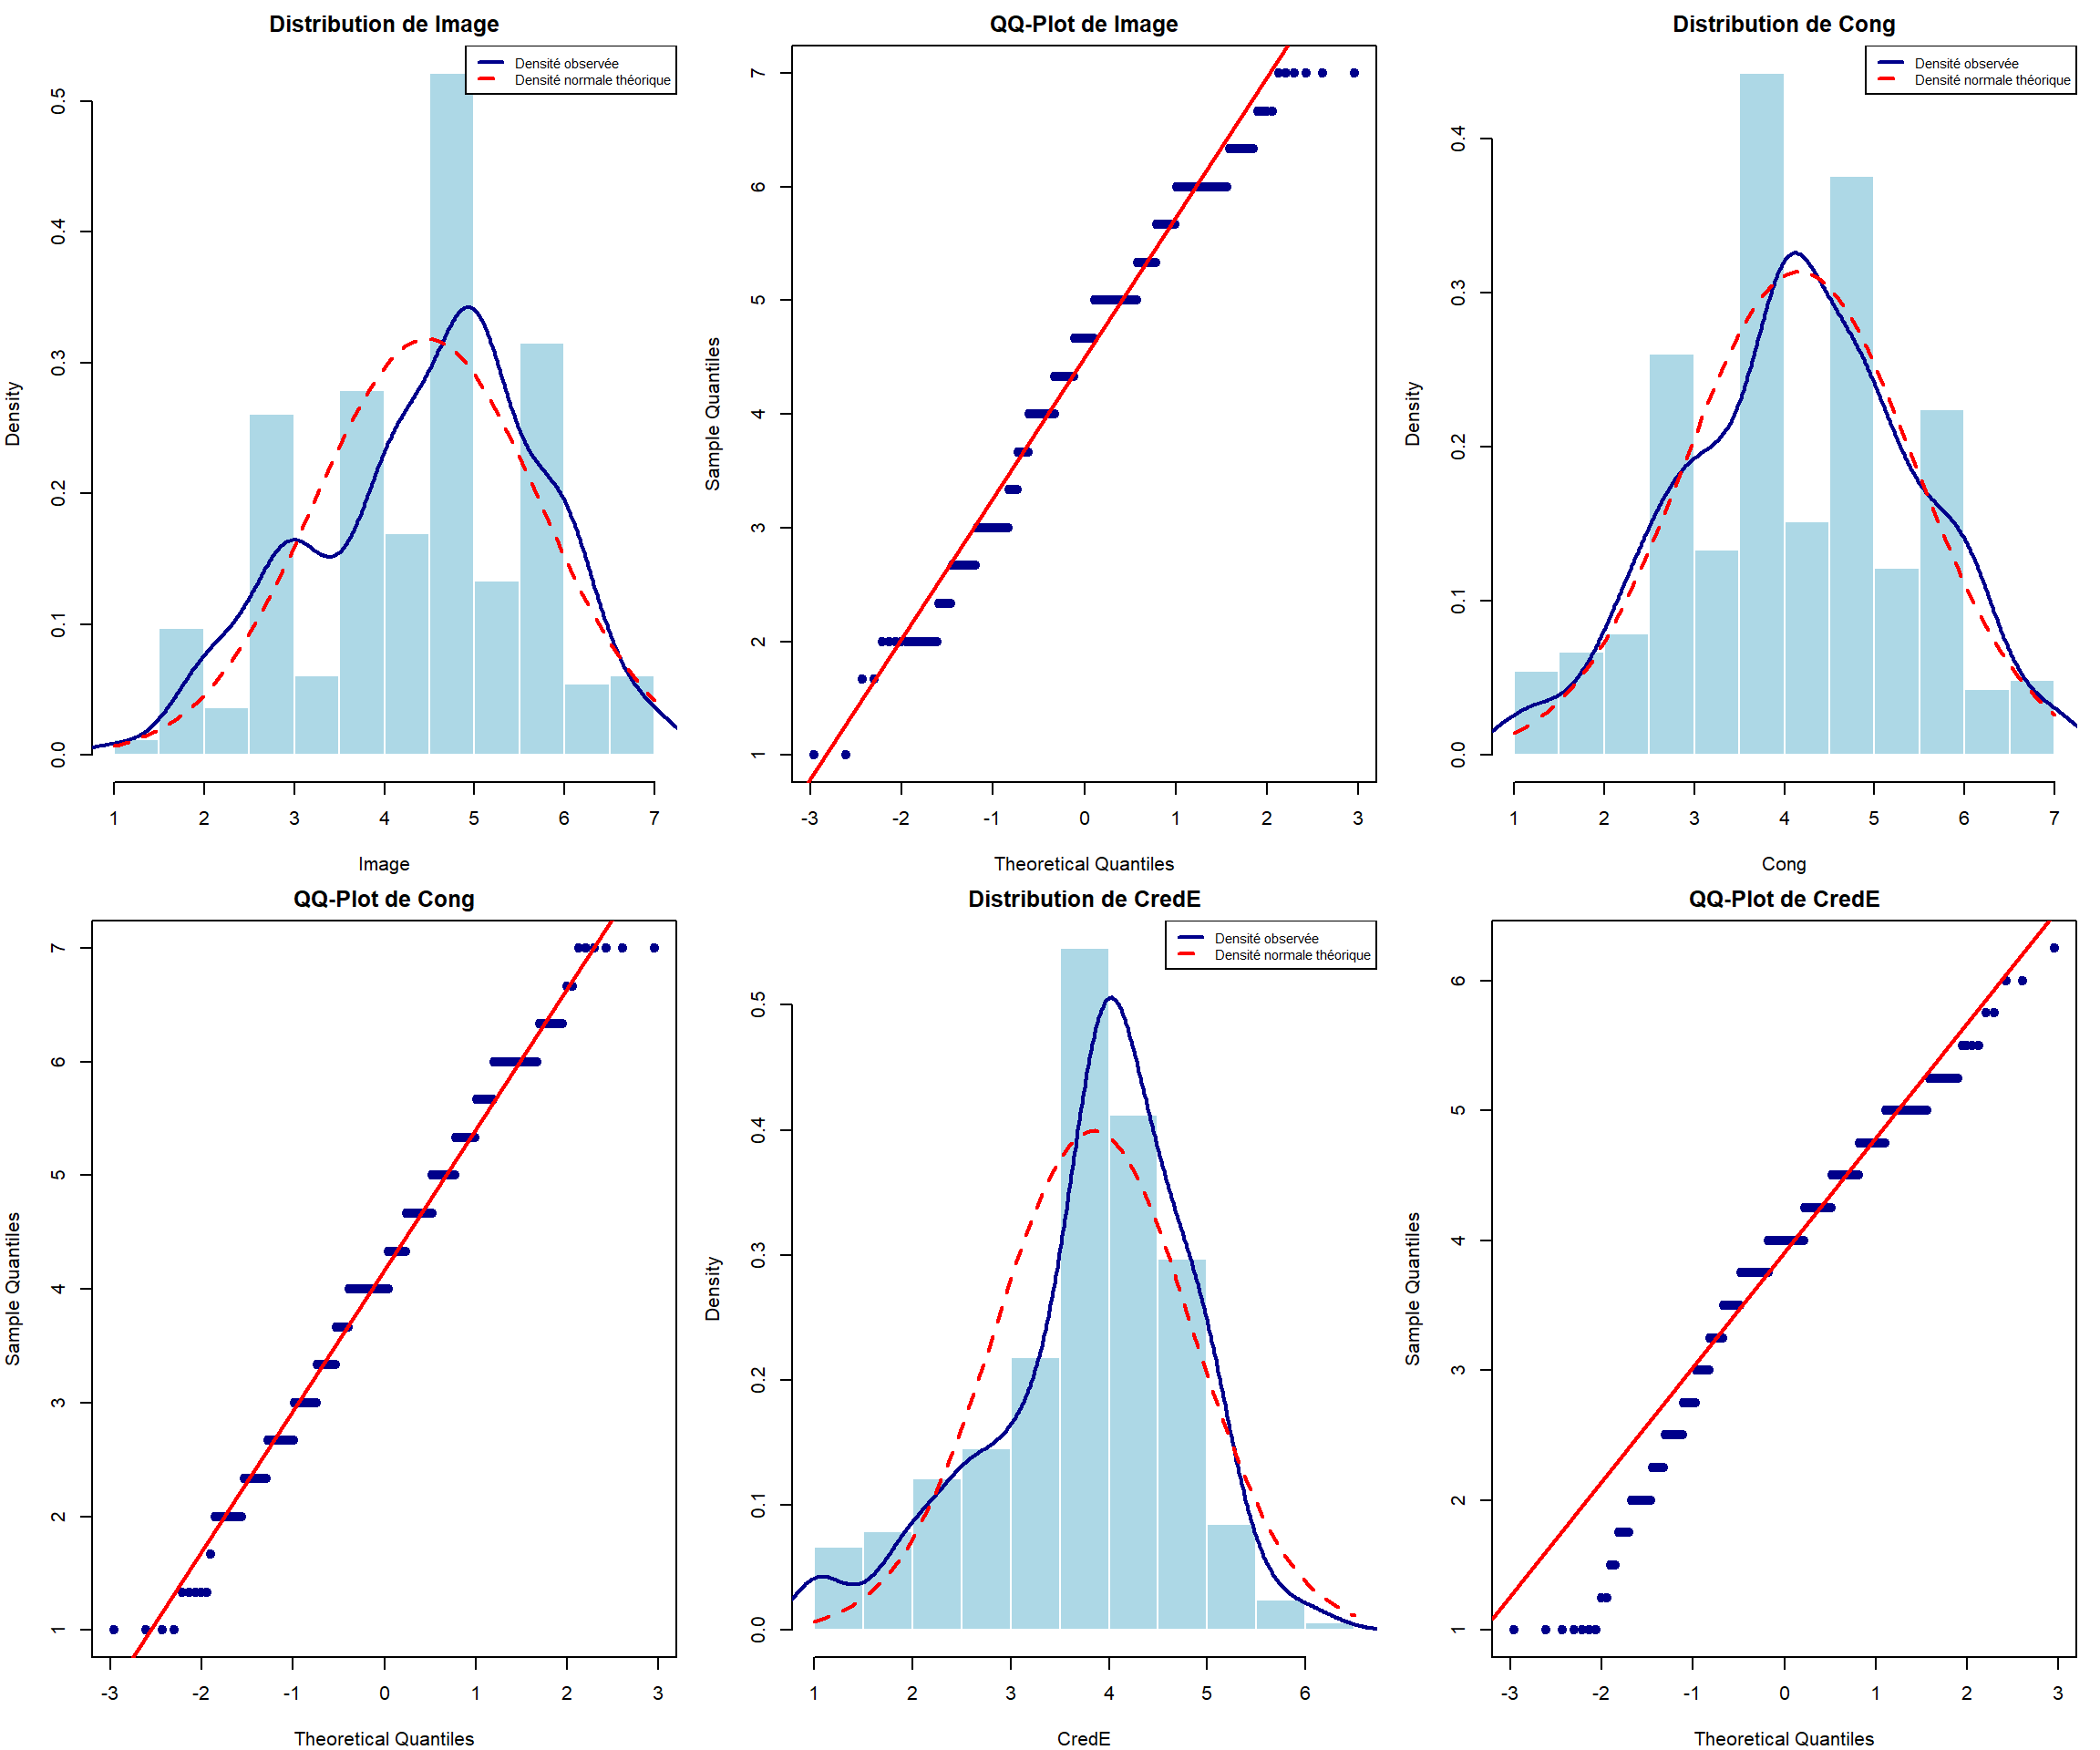 Distribution de Image
Densité observée
Densité normale théorique
Density
0.0 0.1 0.2 0.3 0.4 0.5
1 2 3 4 5 6 7
Image
QQ-Plot de Image
Sample Quantiles
1 2 3 4 5 6 7
-3 -2 -1 0 1 2 3
Theoretical Quantiles
Distribution de Cong
Densité observée
Densité normale théorique
Density
0.0 0.1 0.2 0.3 0.4
1 2 3 4 5 6 7
Cong
QQ-Plot de Cong
Sample Quantiles
1 2 3 4 5 6 7
-3 -2 -1 0 1 2 3
Theoretical Quantiles
Distribution de CredE
Densité observée
Densité normale théorique
Density
0.0 0.1 0.2 0.3 0.4 0.5
1 2 3 4 5 6
CredE
QQ-Plot de CredE
Sample Quantiles
1 2 3 4 5 6
-3 -2 -1 0 1 2 3
Theoretical Quantiles